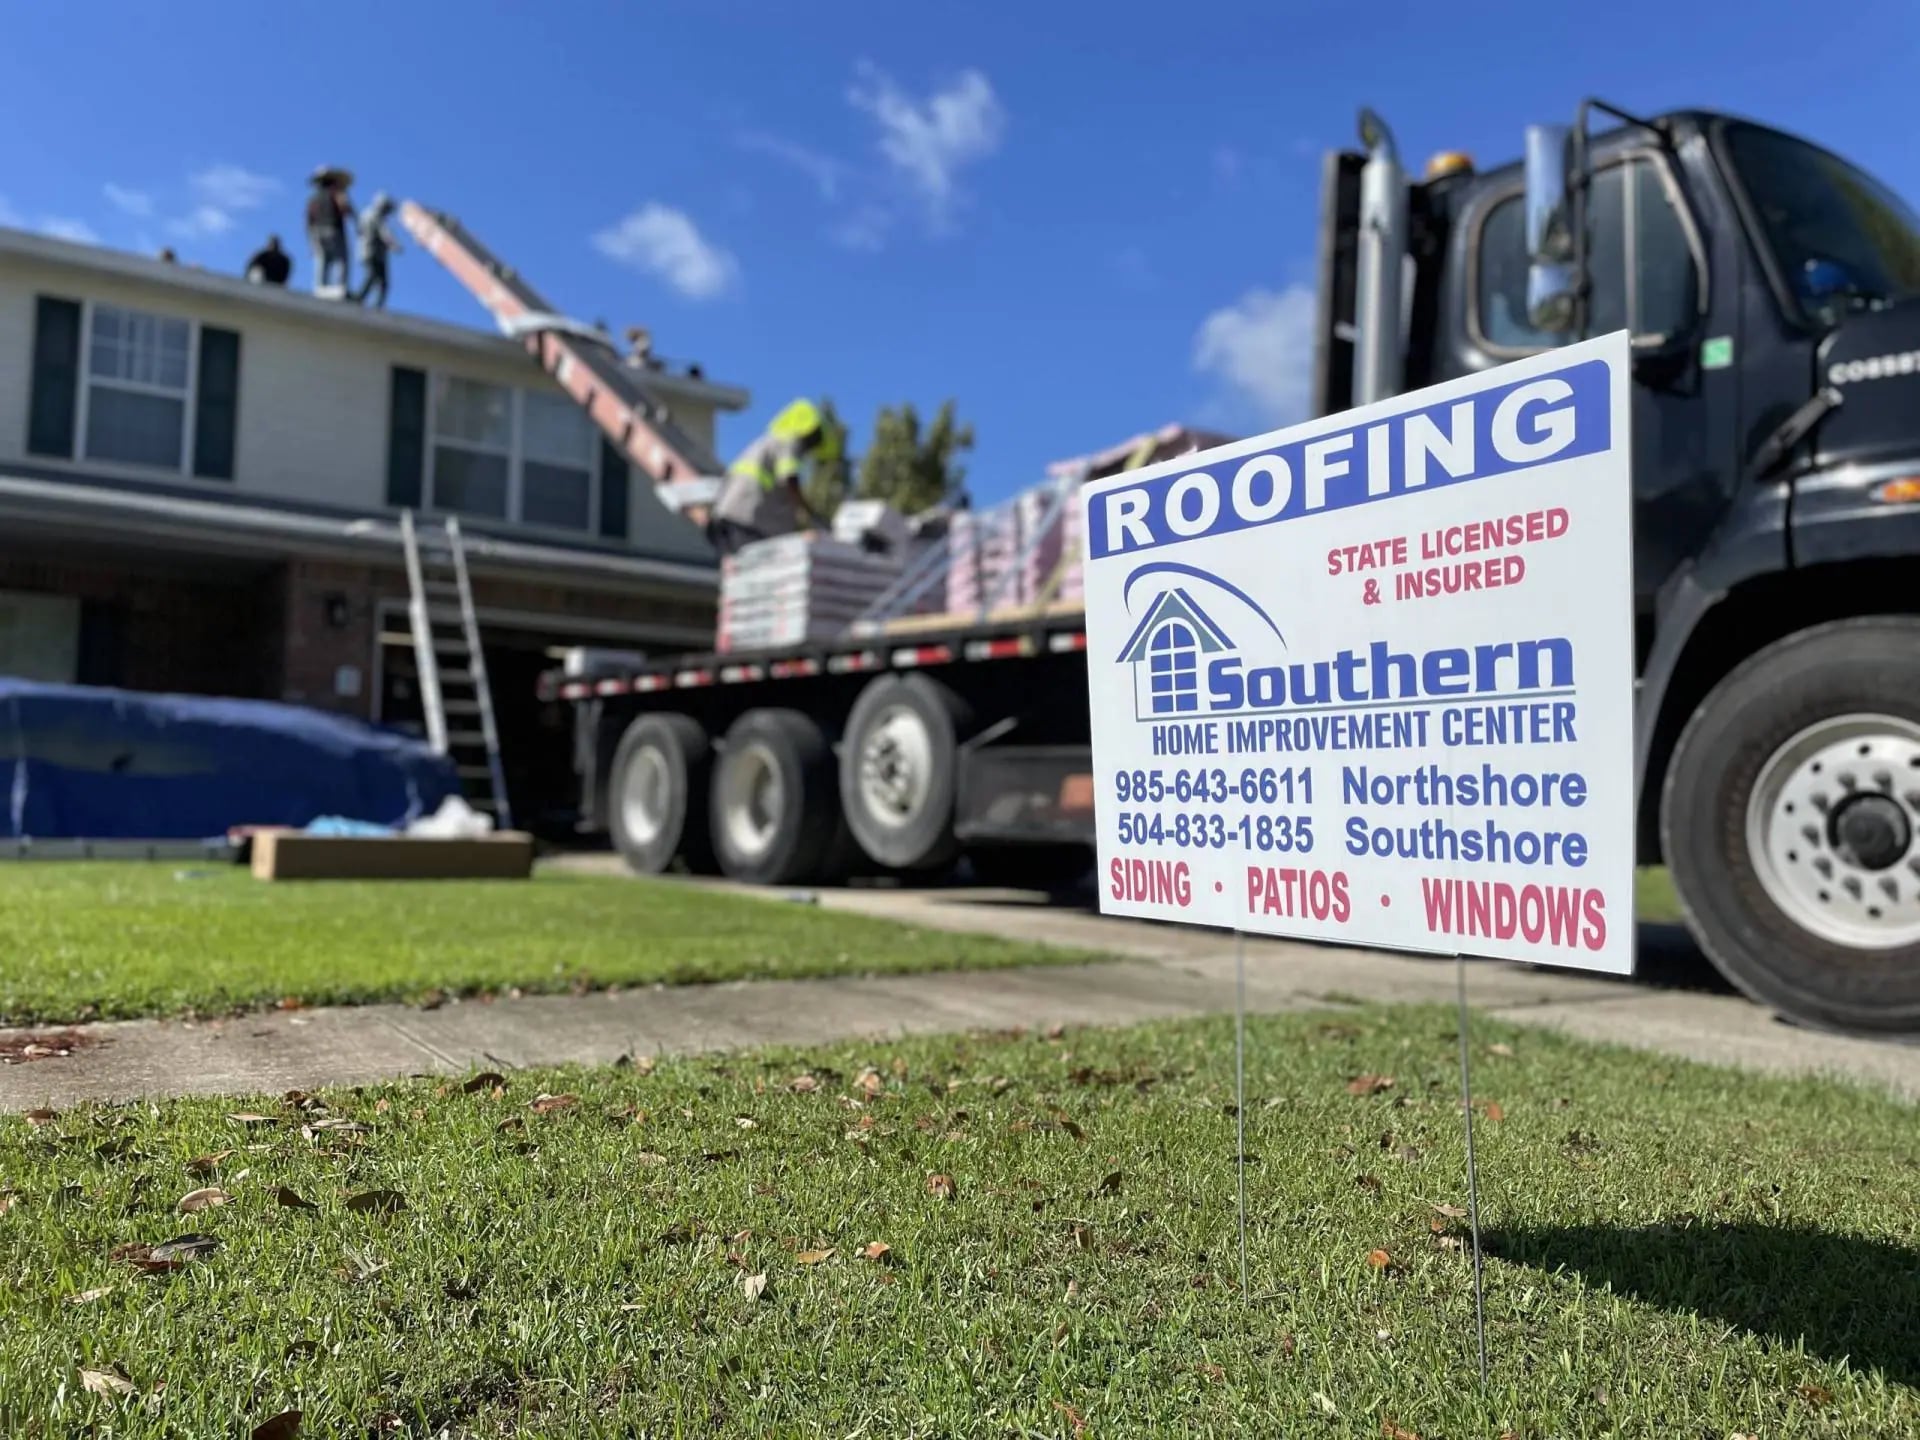 ROOFING
STATE LICENSED
& INSURED
Southern
HOME IMPROVEMENT CENTER
985-643-6611 Northshore
504-833-1835 Southshore
SIDING · PATIOS · WINDOWS